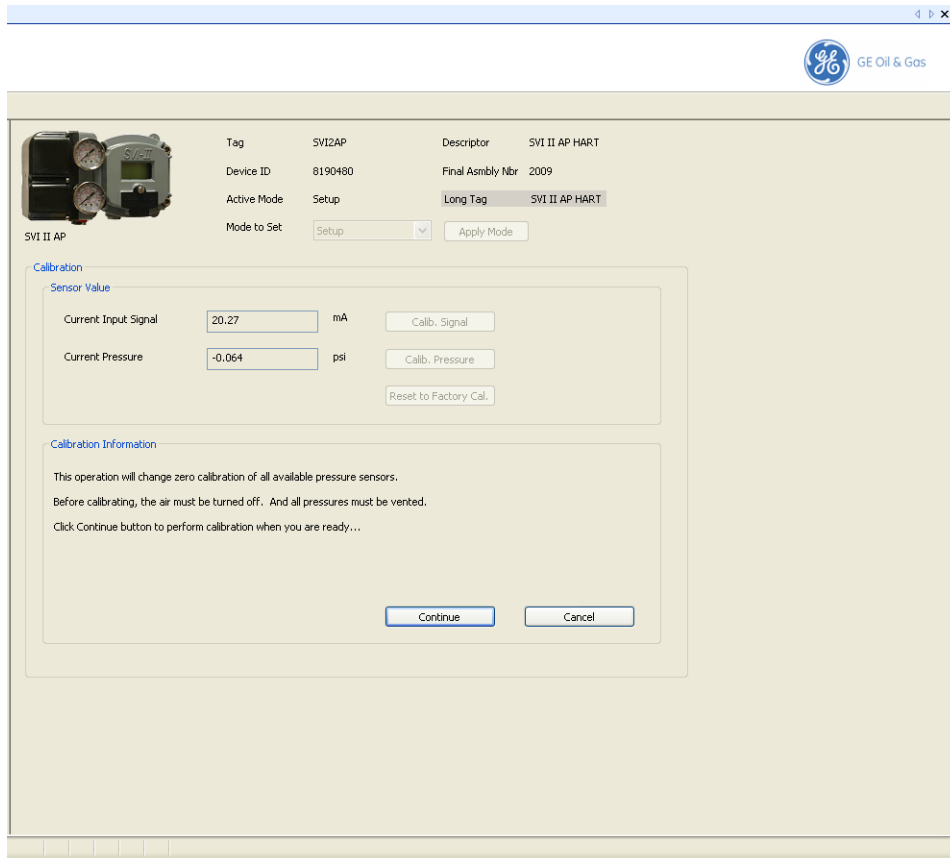 GE Oil & Gas
SVI-II
Tag SVI2AP Descriptor SVI II AP HART
Device ID 8190480 Final Asmbly Nbr 2009
Active Mode Setup Long Tag SVI II AP HART
Mode to Set Setup Apply Mode
SVI II AP
Calibration
Sensor Value
Current Input Signal 20.27 mA Calib. Signal
Current Pressure -0.064 psi Calib. Pressure
Reset to Factory Cal.
Calibration Information
This operation will change zero calibration of all available pressure sensors.
Before calibrating, the air must be turned off. And all pressures must be vented.
Click Continue button to perform calibration when you are ready...
Continue Cancel